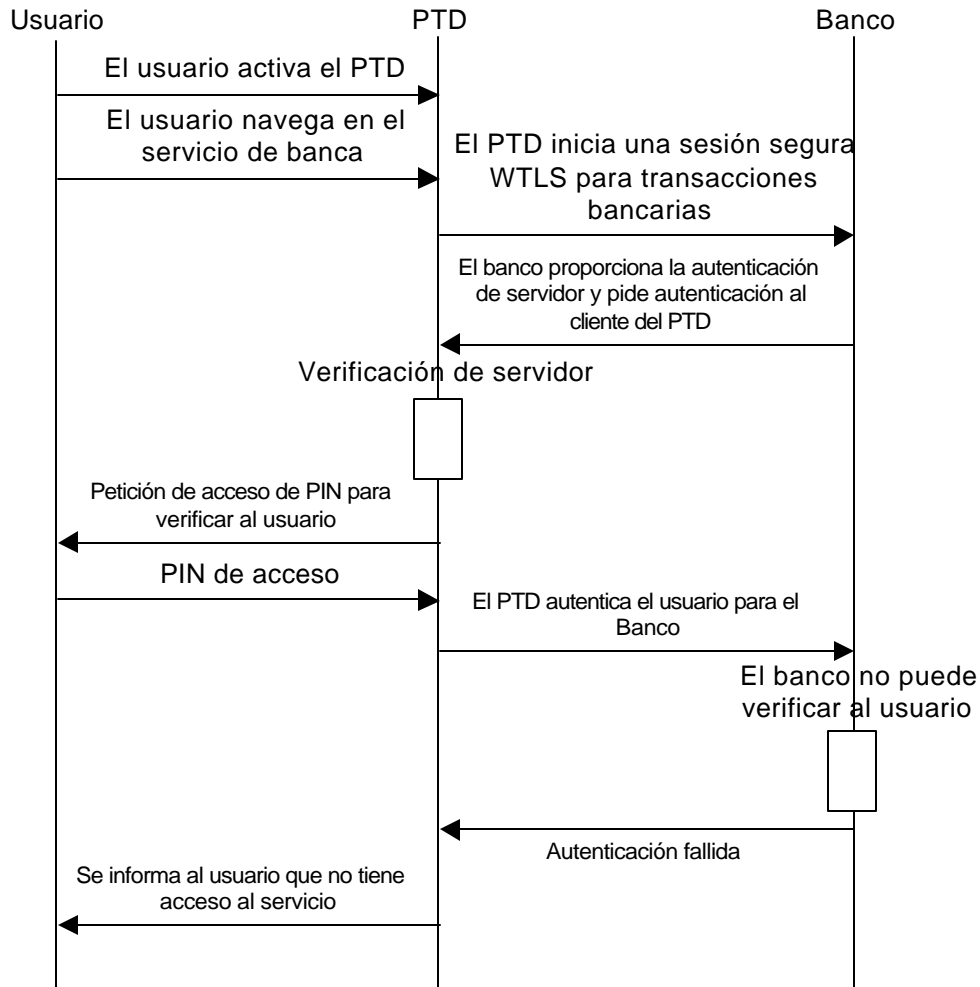 Usuario
PTD
Banco
El usuario activa el PTD
El usuario navega en el
servicio de banca
El PTD inicia una sesión segura
WTLS para transacciones
bancarias
El banco proporciona la autenticación
de servidor y pide autenticación al
cliente del PTD
Verificación de servidor
Petición de acceso de PIN para
verificar al usuario
PIN de acceso
El PTD autentica el usuario para el
Banco
El banco no puede
verificar al usuario
Autenticación fallida
Se informa al usuario que no tiene
acceso al servicio